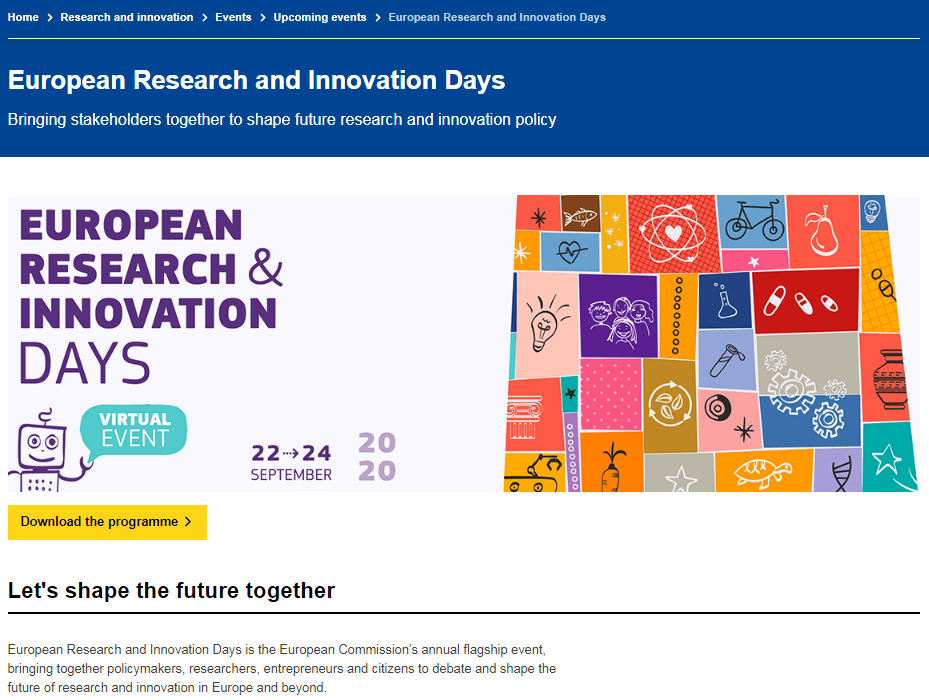 Home > Research and innovation > Events > Upcoming events > European Research and Innovation Days
European Research and Innovation Days
Bringing stakeholders together to shape future research and innovation policy
EUROPEAN
RESEARCH &
INNOVATION
DAYS
VIRTUAL
EVENT
22⇢24
SEPTEMBER
20
20
Download the programme >
Let's shape the future together
European Research and Innovation Days is the European Commission's annual flagship event,
bringing together policymakers, researchers, entrepreneurs and citizens to debate and shape the
future of research and innovation in Europe and beyond.